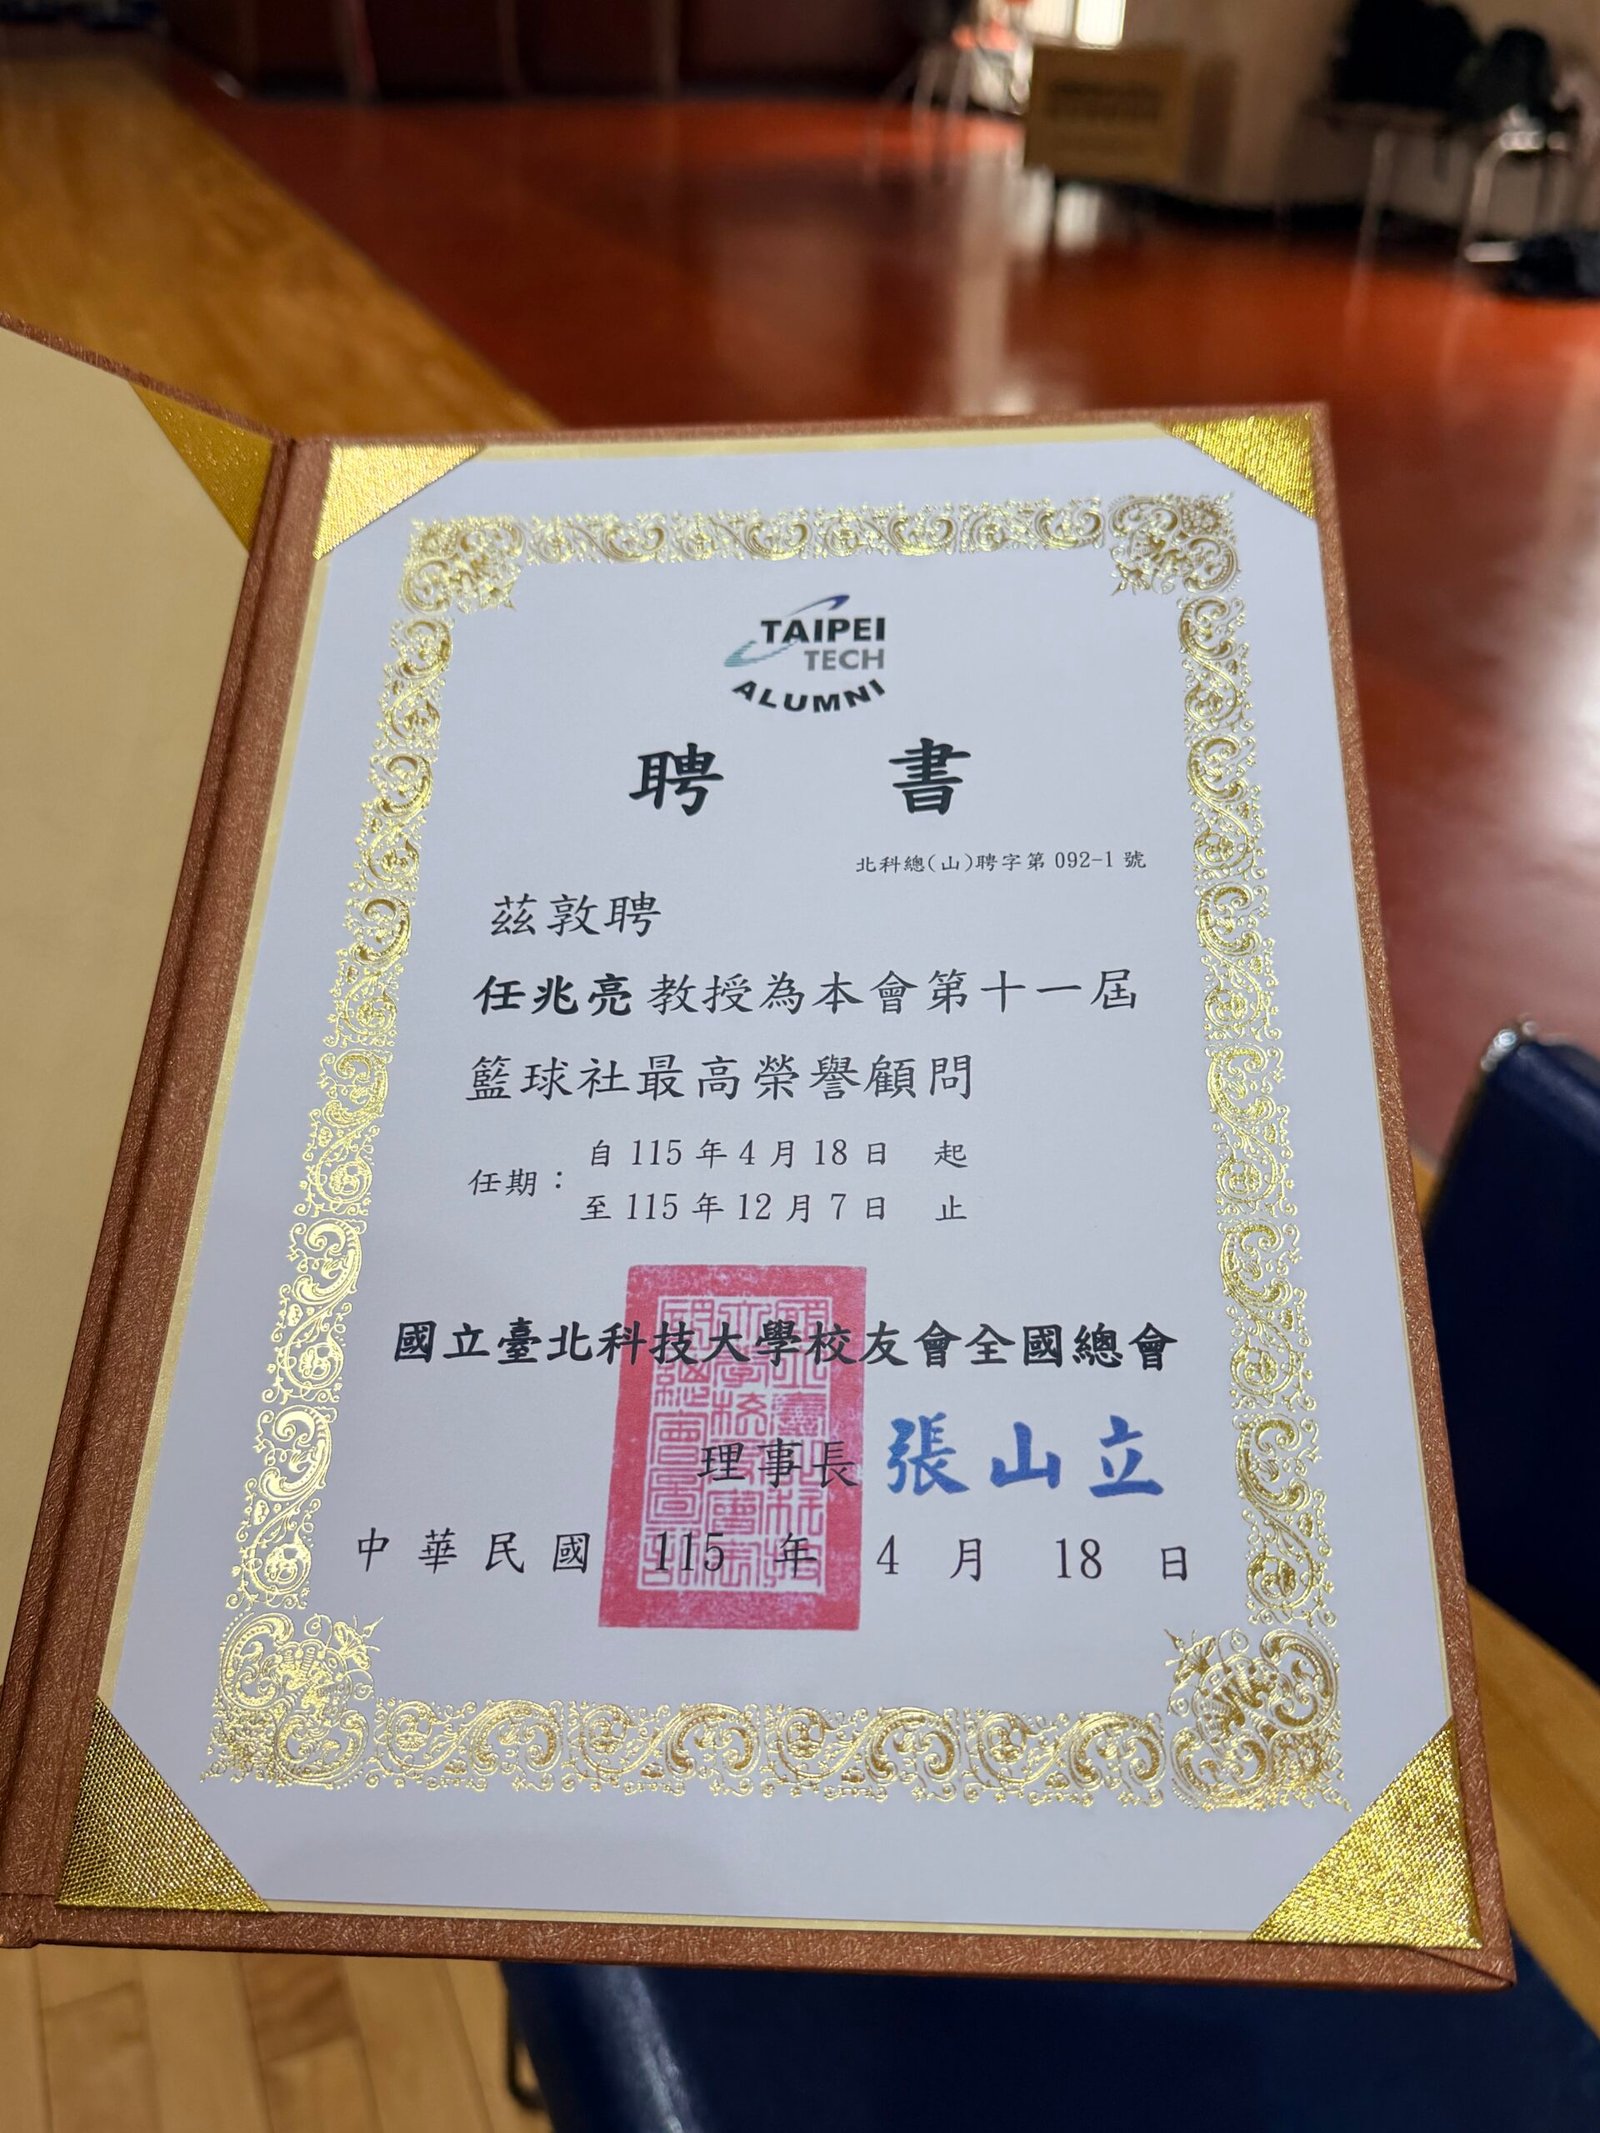 TAIPEI
TECH
ALUMNI
聘 書
北科總(山)聘字第 092-1 號
茲敦聘
任兆亮 教授為本會第十一屆
籃球社最高榮譽顧問
任期：
自 115 年 4 月 18 日 起
至 115 年 12 月 7 日 止
國立臺北科技大學校友會全國總會
理事長 張山立
中華民國 115 年 4 月 18 日